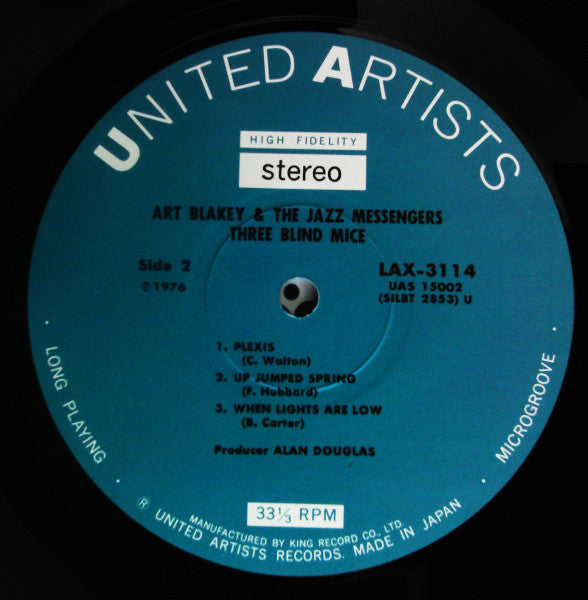 UNITED ARTISTS
HIGH FIDELITY
stereo
ART BLAKEY & THE JAZZ MESSENGERS
THREE BLIND MICE
Side 2
LAX-3114
℗1976
UAS 15002
(SILBT 2853) U
1. PLEXIS
(C. Walton)
2. UP JUMPED SPRING
(F. Hubbard)
3. WHEN LIGHTS ARE LOW
(B. Carter)
Producer ALAN DOUGLAS
· LONG PLAYING ·
· MICROGROOVE ·
33⅓ RPM
MANUFACTURED BY KING RECORD CO., LTD.
® UNITED ARTISTS RECORDS. MADE IN JAPAN